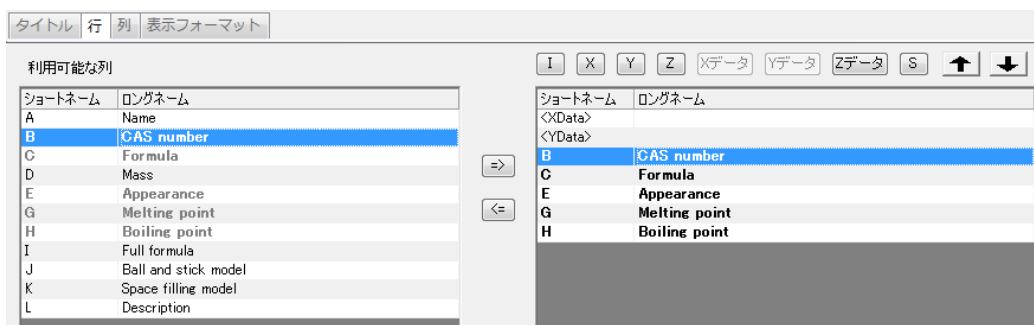 タイトル 行 列 表示フォーマット
利用可能な列
I X Y Z Xデータ Yデータ Zデータ S
ショートネーム ロングネーム
A Name
B CAS number
C Formula
D Mass
E Appearance
G Melting point
H Boiling point
I Full formula
J Ball and stick model
K Space filling model
L Description
=>
<=
ショートネーム ロングネーム
<XData>
<YData>
B CAS number
C Formula
E Appearance
G Melting point
H Boiling point